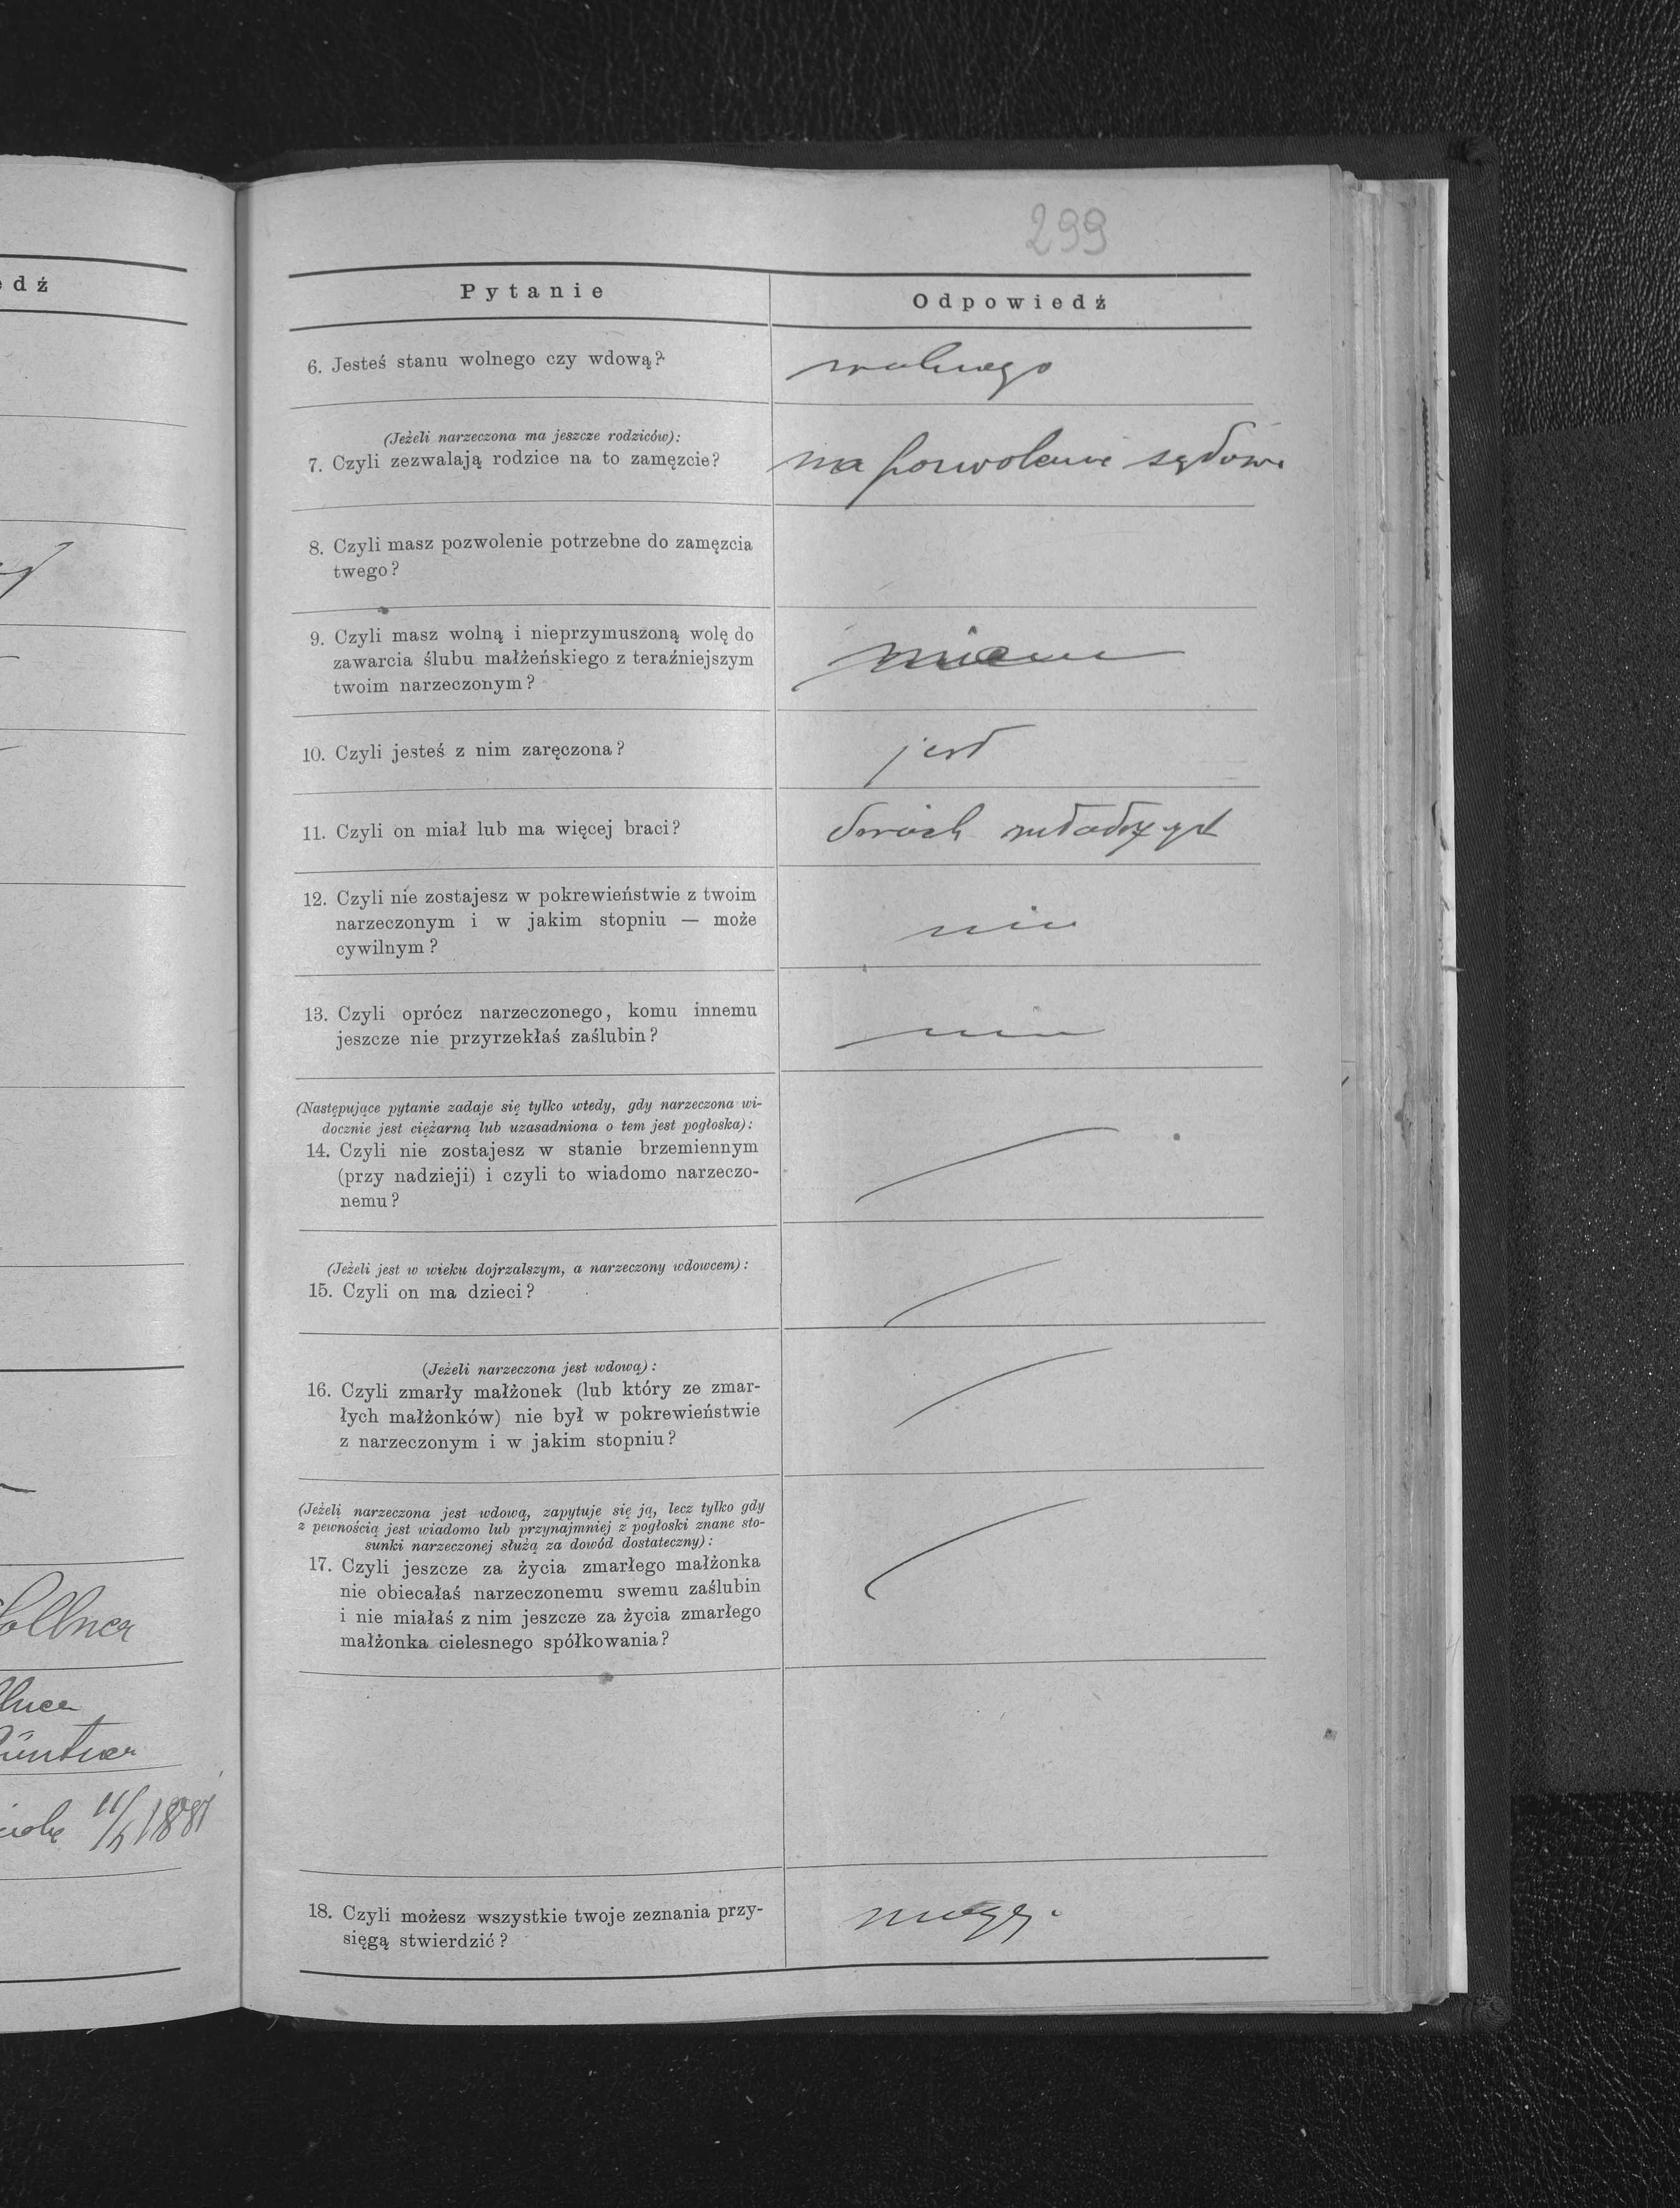 edź
ollner
llner
Güntner
11/5 1881
299
Pytanie
Odpowiedź
6. Jesteś stanu wolnego czy wdową?
wolnego
(Jeżeli narzeczona ma jeszcze rodziców):
7. Czyli zezwalają rodzice na to zamęzcie?
ma pozwolenie sądowe
8. Czyli masz pozwolenie potrzebne do zamęzcia
twego?
9. Czyli masz wolną i nieprzymuszoną wolę do
zawarcia ślubu małżeńskiego z teraźniejszym
twoim narzeczonym?
10. Czyli jesteś z nim zaręczona?
jest
11. Czyli on miał lub ma więcej braci?
dwóch młodszych
12. Czyli nie zostajesz w pokrewieństwie z twoim
narzeczonym i w jakim stopniu — może
cywilnym?
nie
13. Czyli oprócz narzeczonego, komu innemu
jeszcze nie przyrzekłaś zaślubin?
nie
(Następujące pytanie zadaje się tylko wtedy, gdy narzeczona wi-
docznie jest ciężarną lub uzasadniona o tem jest pogłoska):
14. Czyli nie zostajesz w stanie brzemiennym
(przy nadzieji) i czyli to wiadomo narzeczo-
nemu?
(Jeżeli jest w wieku dojrzalszym, a narzeczony wdowcem):
15. Czyli on ma dzieci?
(Jeżeli narzeczona jest wdową):
16. Czyli zmarły małżonek (lub który ze zmar-
łych małżonków) nie był w pokrewieństwie
z narzeczonym i w jakim stopniu?
(Jeżeli narzeczona jest wdową, zapytuje się ją, lecz tylko gdy
z pewnością jest wiadomo lub przynajmniej z pogłoski znane sto-
sunki narzeczonej służą za dowód dostateczny):
17. Czyli jeszcze za życia zmarłego małżonka
nie obiecałaś narzeczonemu swemu zaślubin
i nie miałaś z nim jeszcze za życia zmarłego
małżonka cielesnego spółkowania?
18. Czyli możesz wszystkie twoje zeznania przy-
sięgą stwierdzić?
mogę.